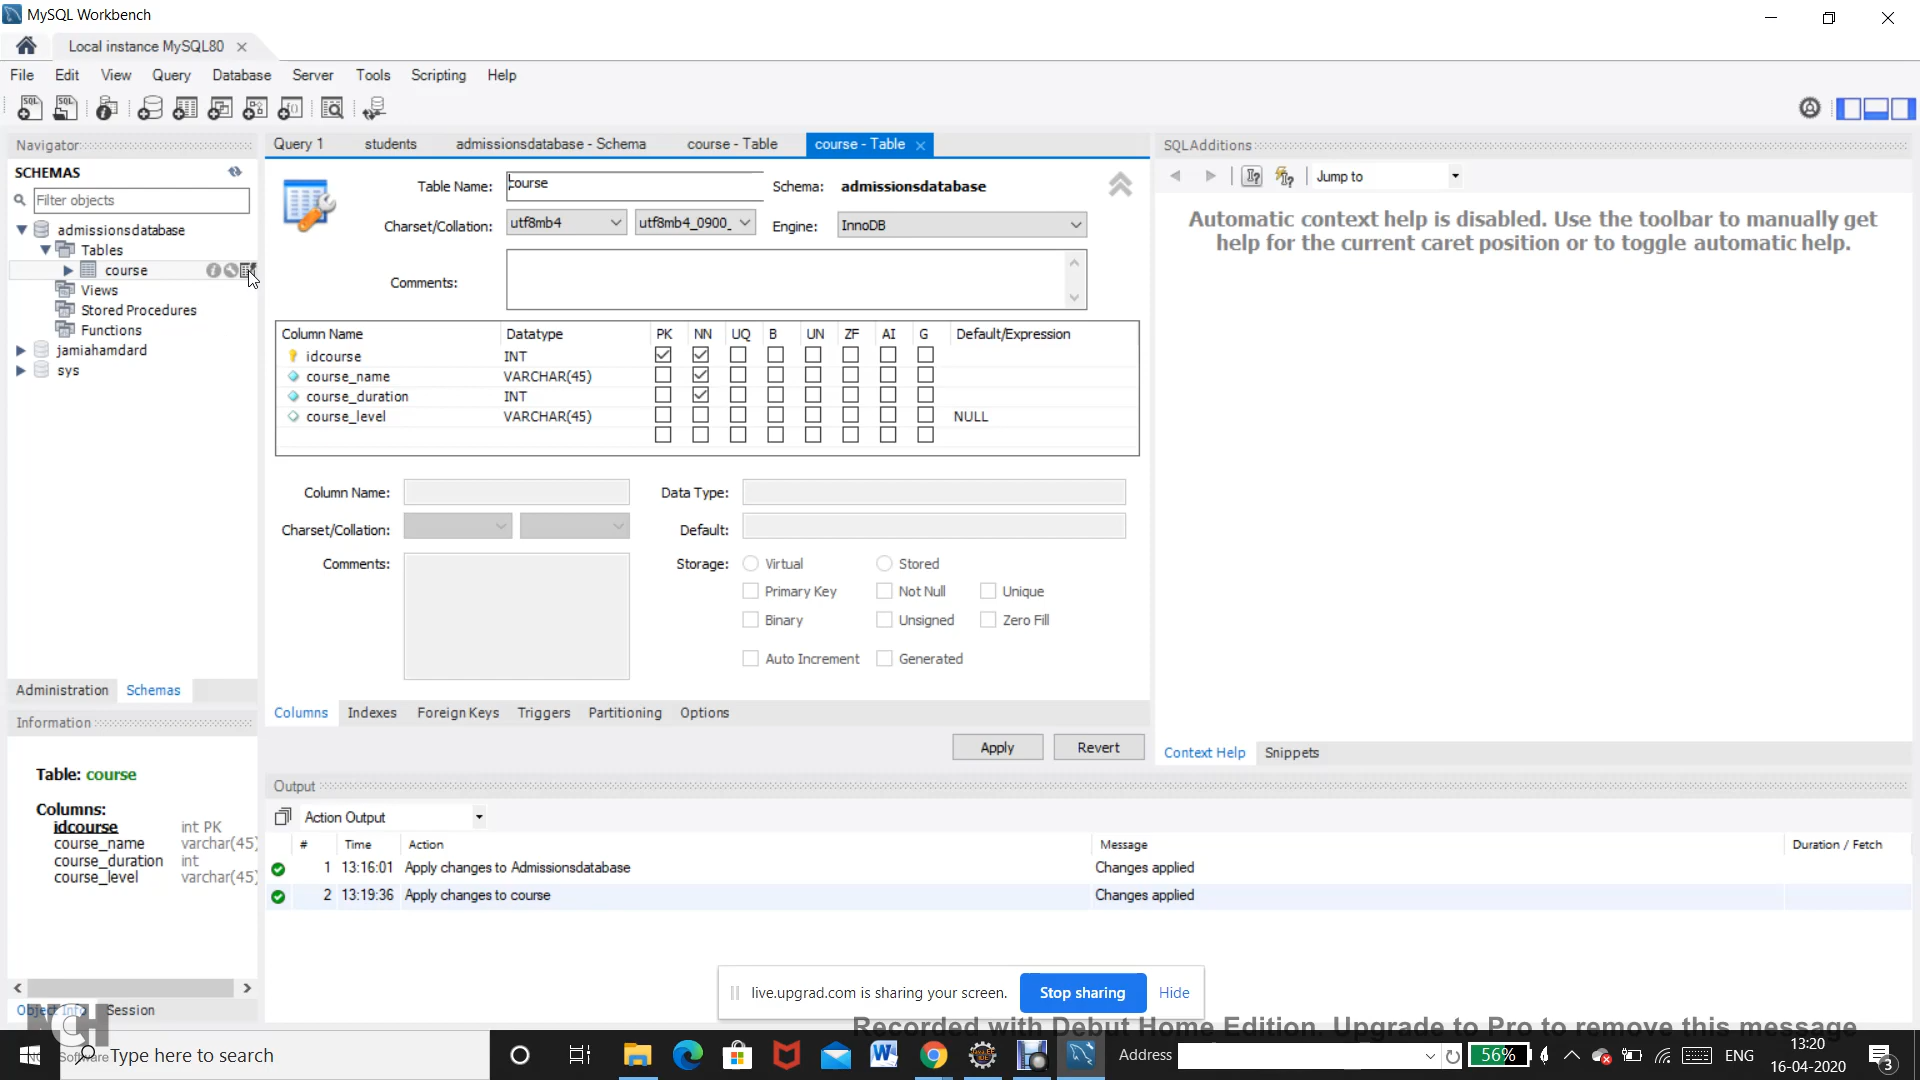 MySQL Workbench
Local instance MySQL80
File Edit View Query Database Server Tools Scripting Help
Navigator
SCHEMAS
Filter objects
admissionsdatabase
Tables
course
Views
Stored Procedures
Functions
jamiahamdard
sys
Administration Schemas
Information
Table: course
Columns:
idcourse int PK
course_name varchar(45)
course_duration int
course_level varchar(45)
Object Info Session
Query 1 students admissionsdatabase - Schema course - Table course - Table
Table Name: course Schema: admissionsdatabase
Charset/Collation: utf8mb4 utf8mb4_0900_ Engine: InnoDB
Comments:
Column Name Datatype PK NN UQ B UN ZF AI G Default/Expression
idcourse INT
course_name VARCHAR(45)
course_duration INT
course_level VARCHAR(45) NULL
Column Name: Data Type:
Charset/Collation: Default:
Comments: Storage: Virtual Stored
Primary Key Not Null Unique
Binary Unsigned Zero Fill
Auto Increment Generated
Columns Indexes Foreign Keys Triggers Partitioning Options
Apply Revert
SQLAdditions
Jump to
Automatic context help is disabled. Use the toolbar to manually get
help for the current caret position or to toggle automatic help.
Context Help Snippets
Output
Action Output
# Time Action Message Duration / Fetch
1 13:16:01 Apply changes to Admissionsdatabase Changes applied
2 13:19:36 Apply changes to course Changes applied
live.upgrad.com is sharing your screen. Stop sharing Hide
Recorded with Debut Home Edition. Upgrade to Pro to remove this message
NCH
Software
Type here to search
Address
56%
ENG
13:20
16-04-2020
3